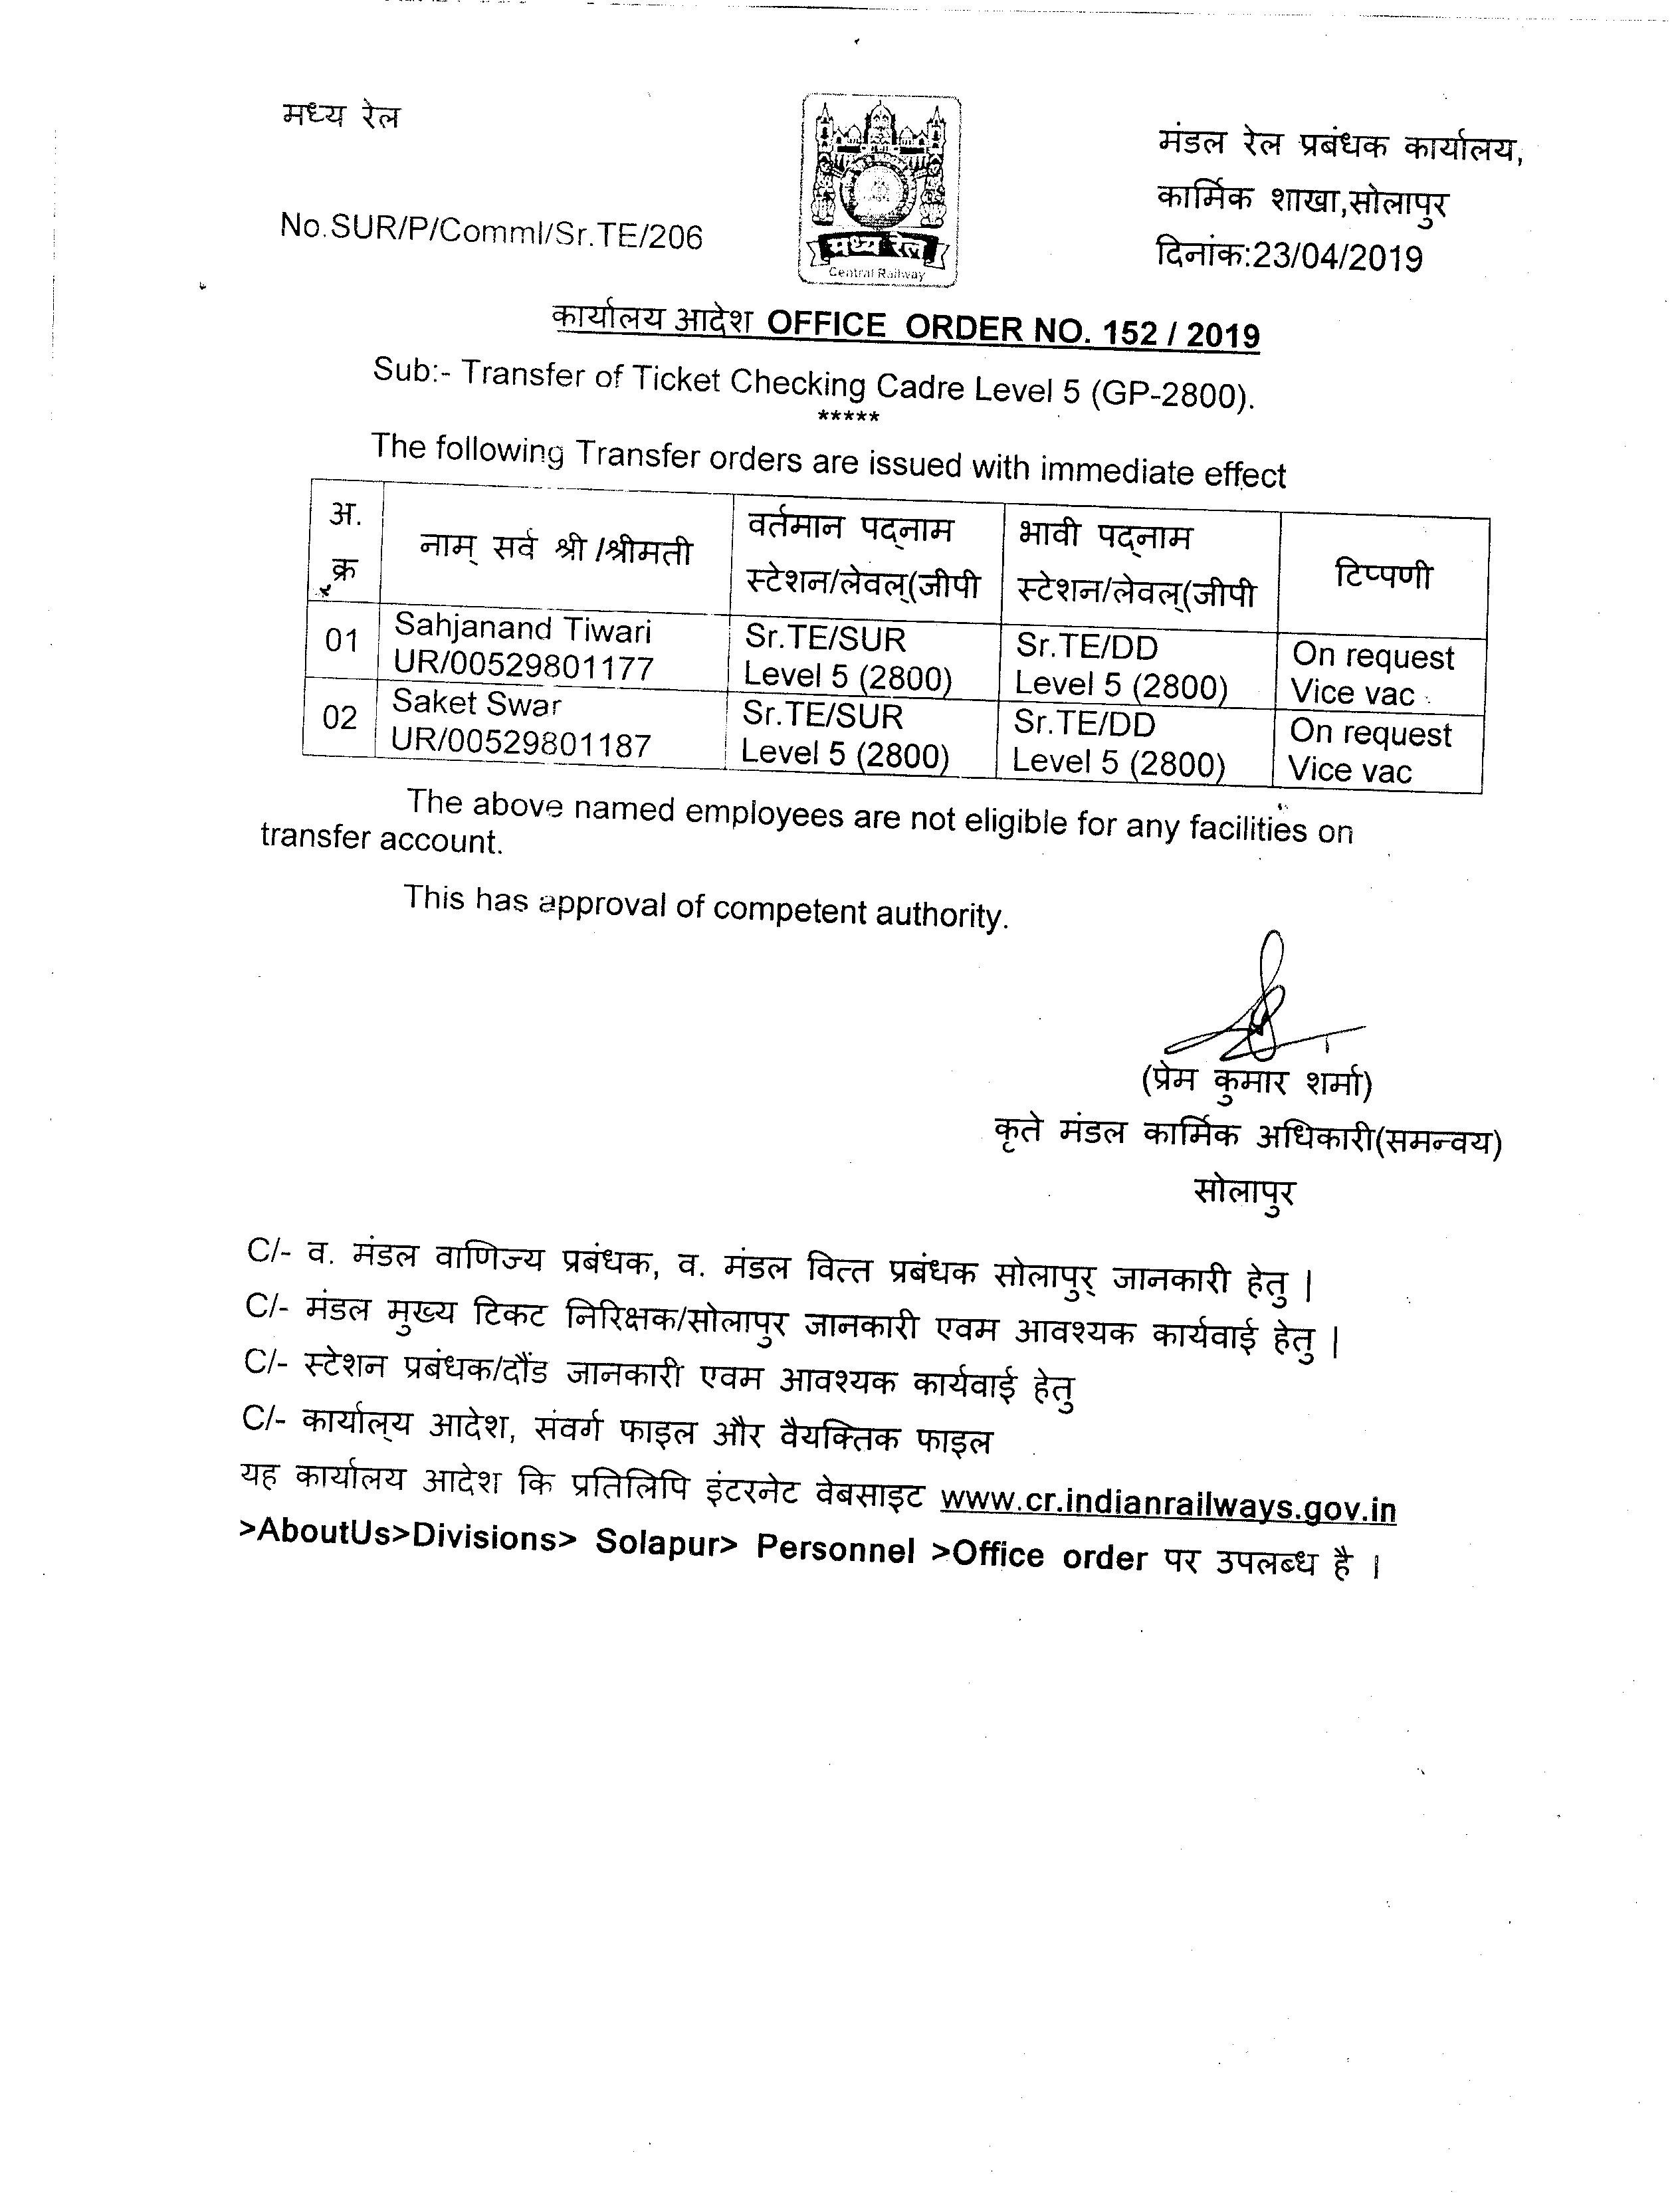 मध्य रेल
No.SUR/P/Comml/Sr.TE/206
मध्य रेल
Central Railway
मंडल रेल प्रबंधक कार्यालय,
कार्मिक शाखा,सोलापुर
दिनांक:23/04/2019
कार्यालय आदेश OFFICE ORDER NO. 152 / 2019
Sub:- Transfer of Ticket Checking Cadre Level 5 (GP-2800).
*****
The following Transfer orders are issued with immediate effect
अ.
क्र
नाम् सर्व श्री /श्रीमती
वर्तमान पद्नाम
स्टेशन/लेवल्(जीपी
भावी पद्नाम
स्टेशन/लेवल्(जीपी
टिप्पणी
01
Sahjanand Tiwari
UR/00529801177
Sr.TE/SUR
Level 5 (2800)
Sr.TE/DD
Level 5 (2800)
On request
Vice vac
02
Saket Swar
UR/00529801187
Sr.TE/SUR
Level 5 (2800)
Sr.TE/DD
Level 5 (2800)
On request
Vice vac
The above named employees are not eligible for any facilities on
transfer account.
This has approval of competent authority.
(प्रेम कुमार शर्मा)
कृते मंडल कार्मिक अधिकारी(समन्वय)
सोलापुर
C/- व. मंडल वाणिज्य प्रबंधक, व. मंडल वित्त प्रबंधक सोलापुर् जानकारी हेतु |
C/- मंडल मुख्य टिकट निरिक्षक/सोलापुर जानकारी एवम आवश्यक कार्यवाई हेतु |
C/- स्टेशन प्रबंधक/दौंड जानकारी एवम आवश्यक कार्यवाई हेतु
C/- कार्याल्य आदेश, संवर्ग फाइल और वैयक्तिक फाइल
यह कार्यालय आदेश कि प्रतिलिपि इंटरनेट वेबसाइट www.cr.indianrailways.gov.in
>AboutUs>Divisions> Solapur> Personnel >Office order पर उपलब्ध है ।